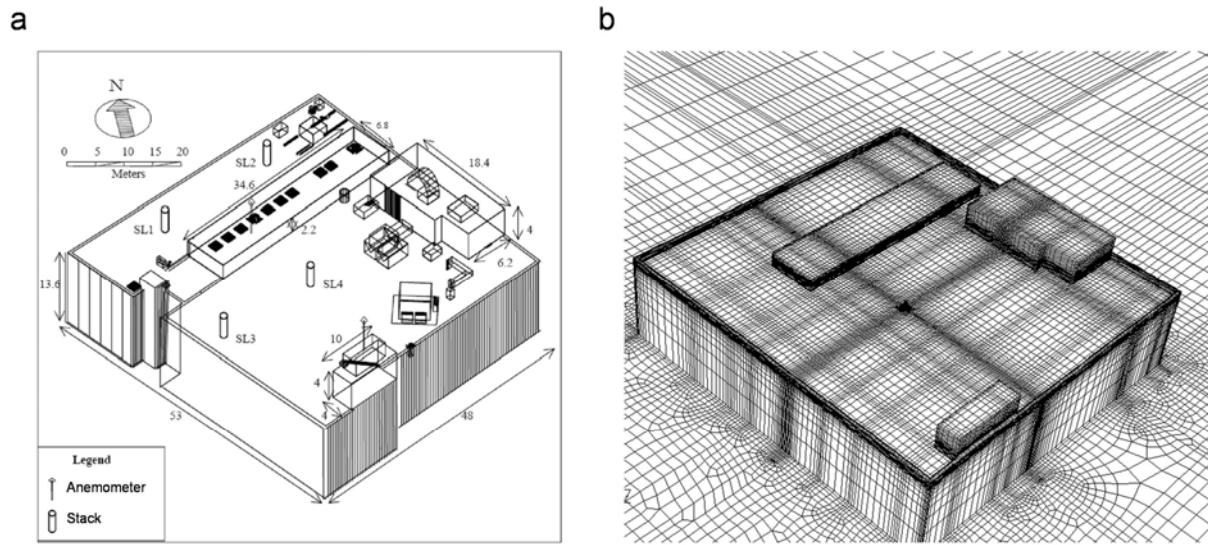 a
b
N
0 5 10 15 20
Meters
SL2
6.8
18.4
34.6
SL1
2.2
4
6.2
13.6
SL4
SL3
10
4
4
53
48
Legend
Anemometer
Stack